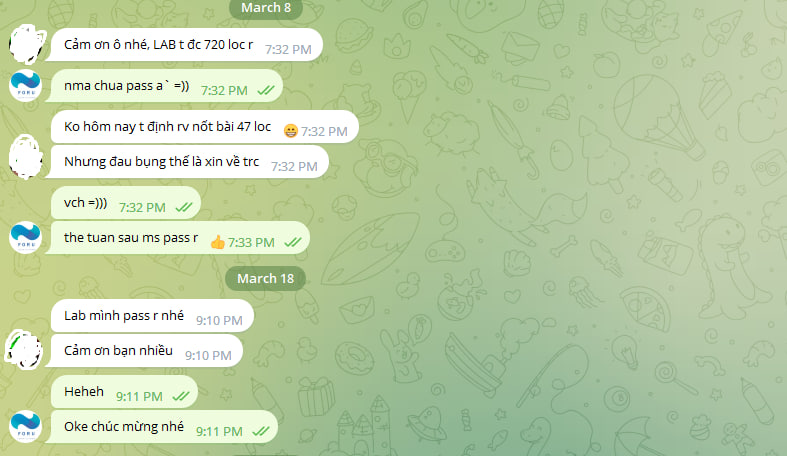 March 8
Cảm ơn ô nhé, LAB t đc 720 loc r 7:32 PM
FORU
nma chua pass a` =)) 7:32 PM
Ko hôm nay t định rv nốt bài 47 loc 😁 7:32 PM
Nhưng đau bụng thế là xin về trc 7:32 PM
vch =))) 7:32 PM
the tuan sau ms pass r 👍 7:33 PM
FORU
March 18
Lab mình pass r nhé 9:10 PM
Cảm ơn bạn nhiều 9:10 PM
Heheh 9:11 PM
Oke chúc mừng nhé 9:11 PM
FORU